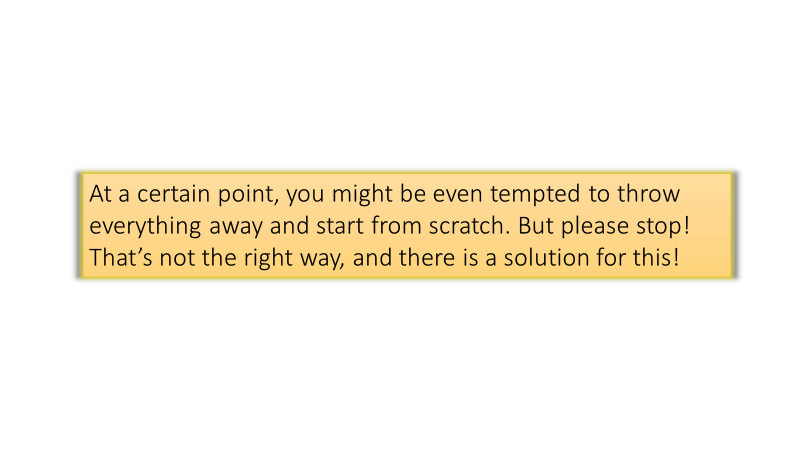 At a certain point, you might be even tempted to throw
everything away and start from scratch. But please stop!
That’s not the right way, and there is a solution for this!